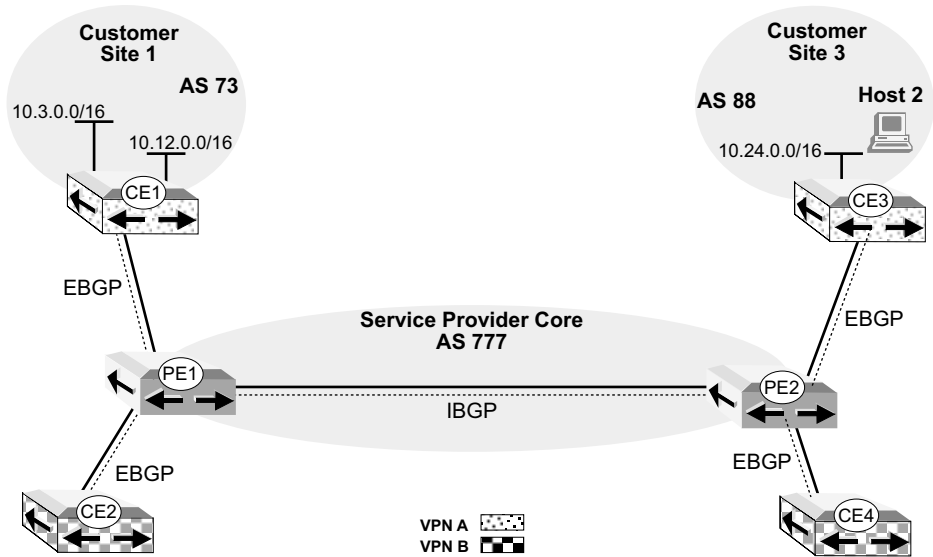 Customer
Site 1
AS 73
10.3.0.0/16
10.12.0.0/16
CE1
EBGP
Customer
Site 3
AS 88
Host 2
10.24.0.0/16
CE3
EBGP
Service Provider Core
AS 777
PE1
PE2
IBGP
EBGP
CE2
EBGP
CE4
VPN A
VPN B